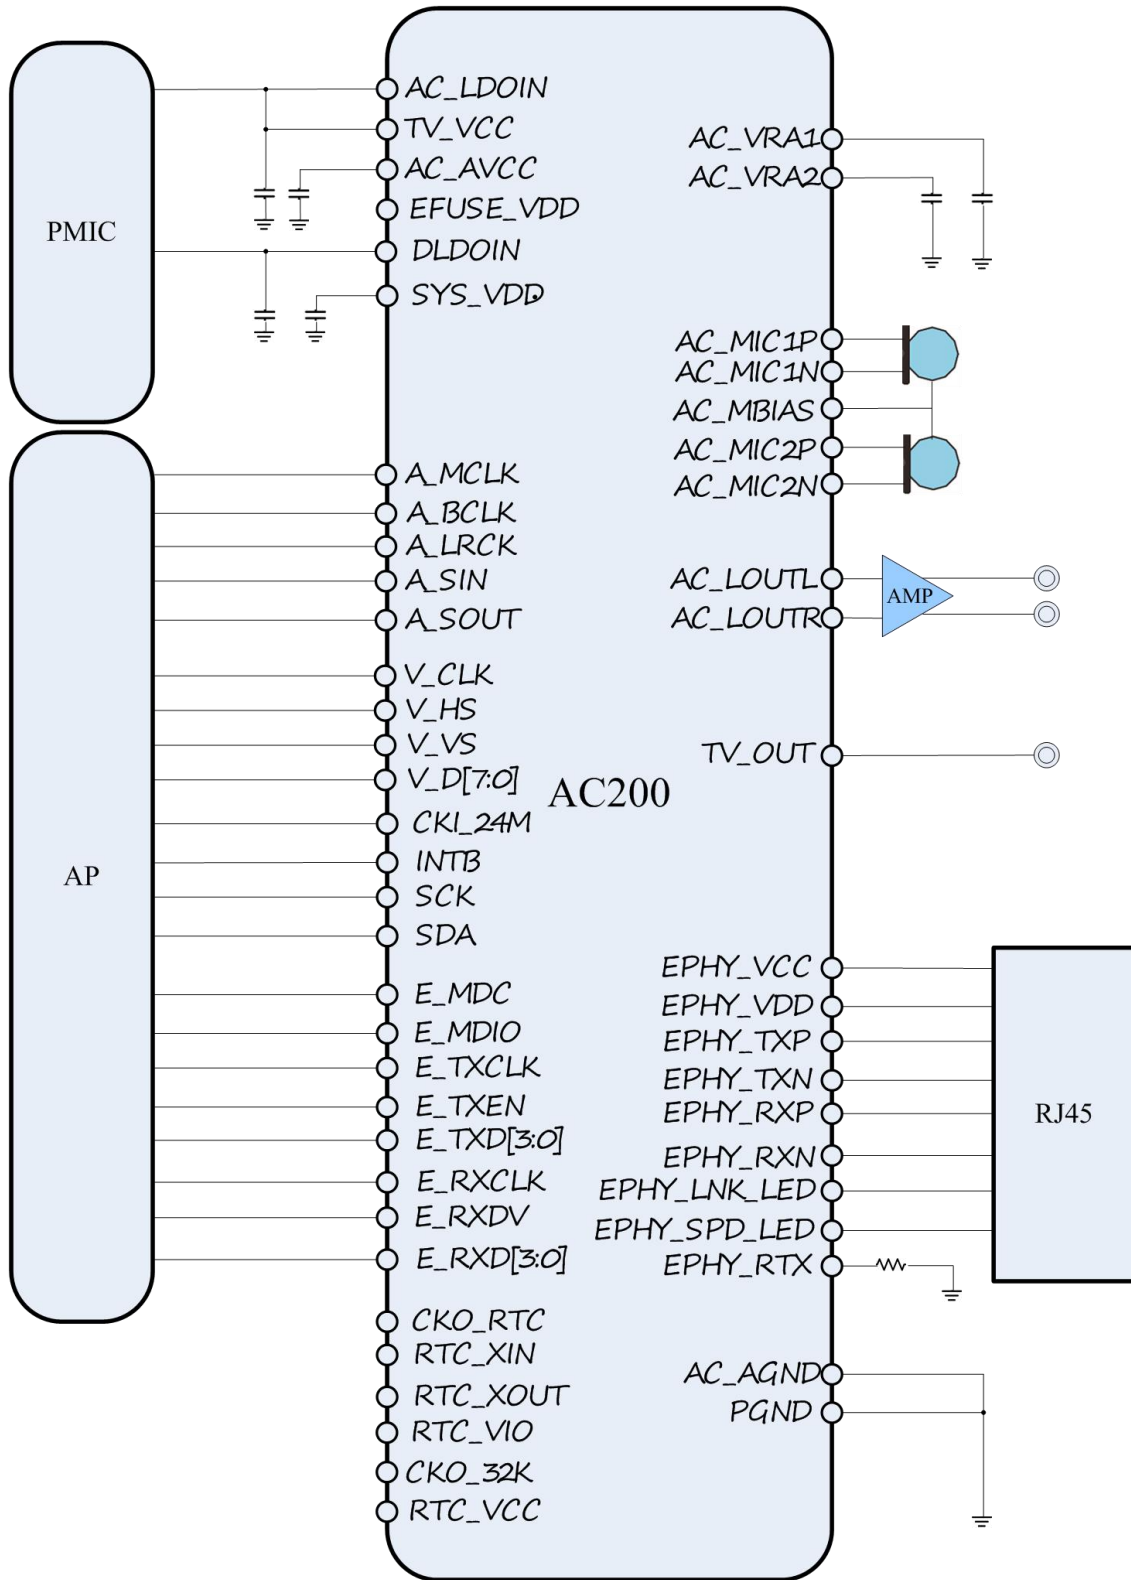 PMIC
AP
AC_LDOIN
TV_VCC
AC_AVCC
EFUSE_VDD
DLDOIN
SYS_VDD
A_MCLK
A_BCLK
A_LRCK
A_SIN
A_SOUT
V_CLK
V_HS
V_VS
V_D[7:0]
CKI_24M
INTB
SCK
SDA
E_MDC
E_MDIO
E_TXCLK
E_TXEN
E_TXD[3:0]
E_RXCLK
E_RXDV
E_RXD[3:0]
CKO_RTC
RTC_XIN
RTC_XOUT
RTC_VIO
CKO_32K
RTC_VCC
AC200
AC_VRA1
AC_VRA2
AC_MIC1P
AC_MIC1N
AC_MBIAS
AC_MIC2P
AC_MIC2N
AC_LOUTL
AC_LOUTR
AMP
TV_OUT
EPHY_VCC
EPHY_VDD
EPHY_TXP
EPHY_TXN
EPHY_RXP
EPHY_RXN
EPHY_LNK_LED
EPHY_SPD_LED
EPHY_RTX
RJ45
AC_AGND
PGND